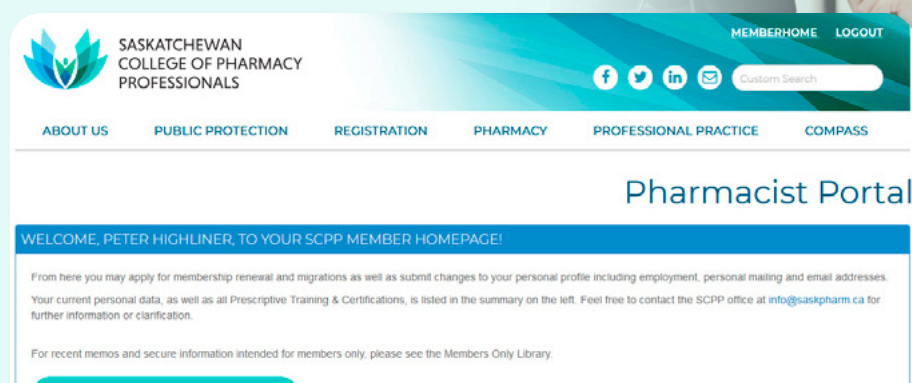 MEMBERHOME LOGOUT
SASKATCHEWAN
COLLEGE OF PHARMACY
PROFESSIONALS
f in Custom Search
ABOUT US PUBLIC PROTECTION REGISTRATION PHARMACY PROFESSIONAL PRACTICE COMPASS
Pharmacist Portal
WELCOME, PETER HIGHLINER, TO YOUR SCPP MEMBER HOMEPAGE!
From here you may apply for membership renewal and migrations as well as submit changes to your personal profile including employment, personal mailing and email addresses.
Your current personal data, as well as all Prescriptive Training & Certifications, is listed in the summary on the left. Feel free to contact the SCPP office at info@saskpharm.ca for
further information or clarification.
For recent memos and secure information intended for members only, please see the Members Only Library.